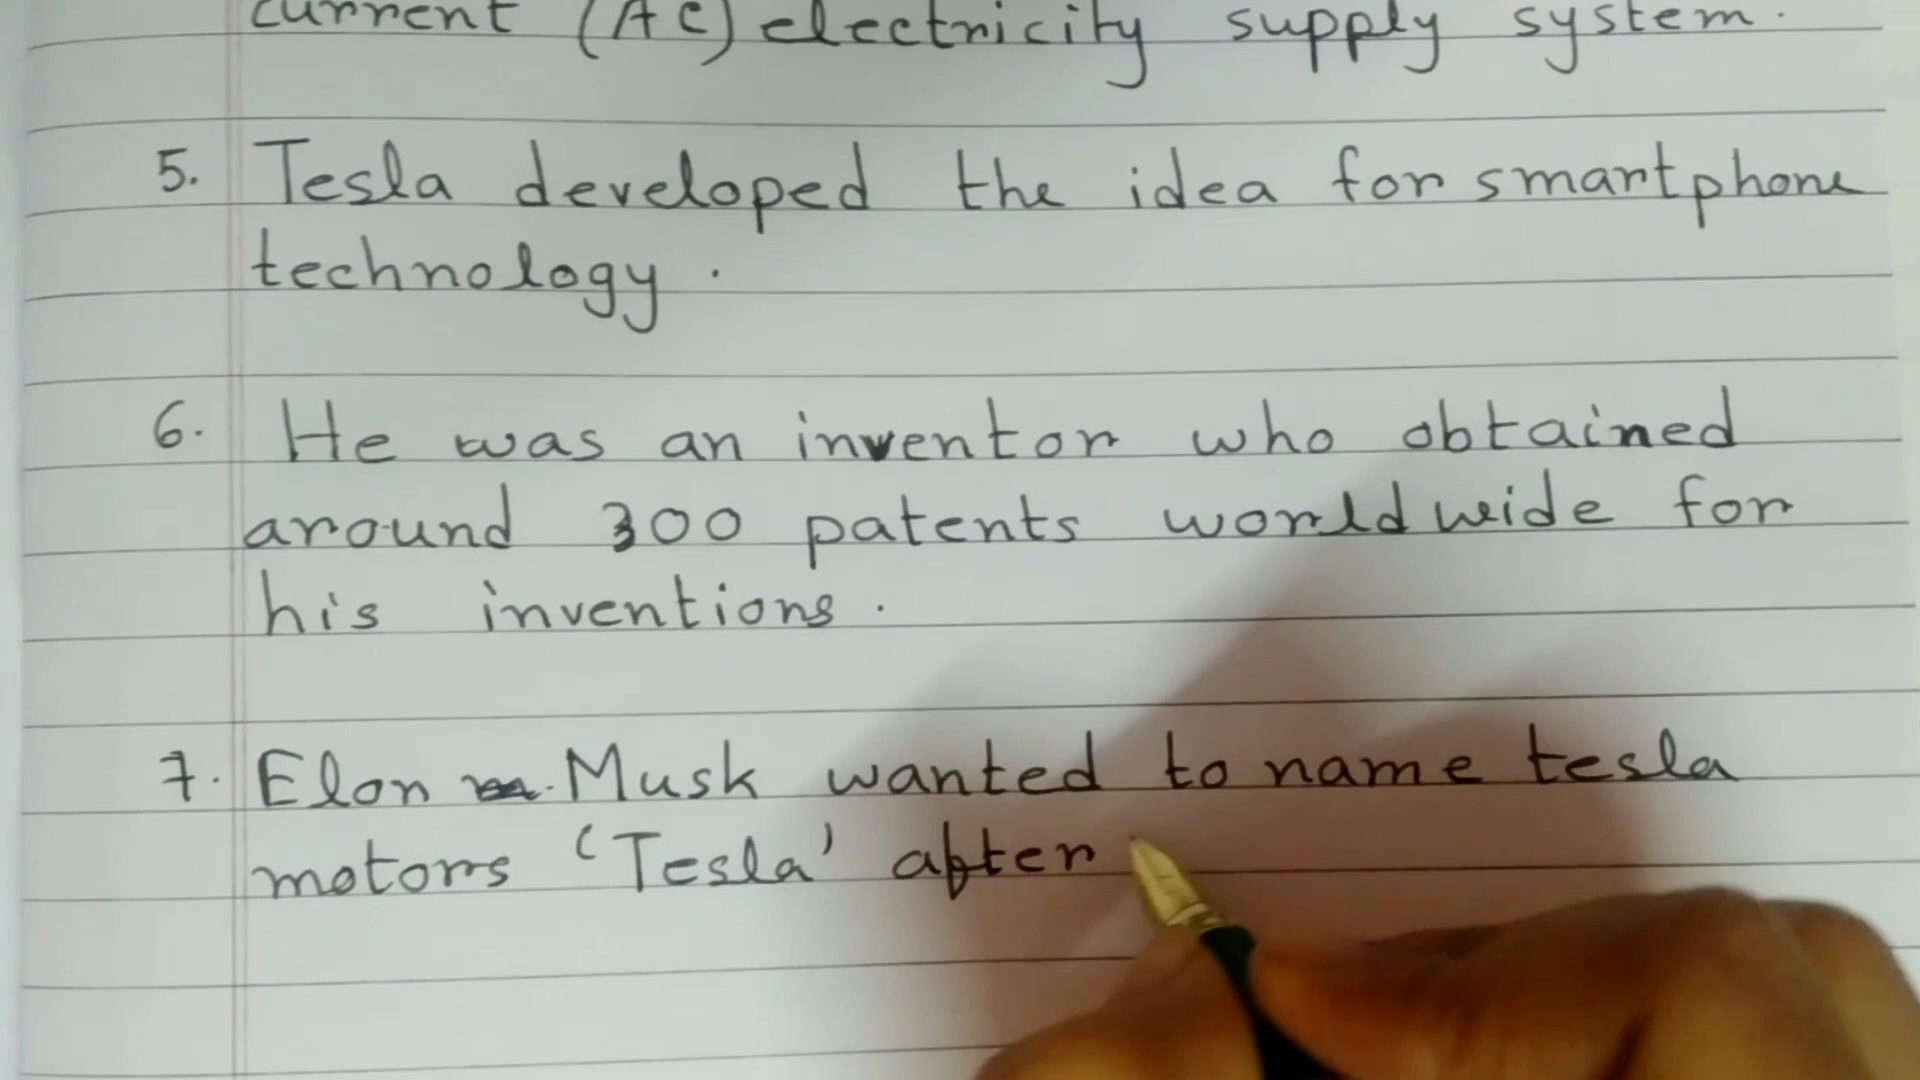 current (AC) electricity supply system.
5. Tesla developed the idea for smartphone
technology.
6. He was an inventor who obtained
around 300 patents worldwide for
his inventions.
7. Elon Musk wanted to name tesla
motors 'Tesla' after